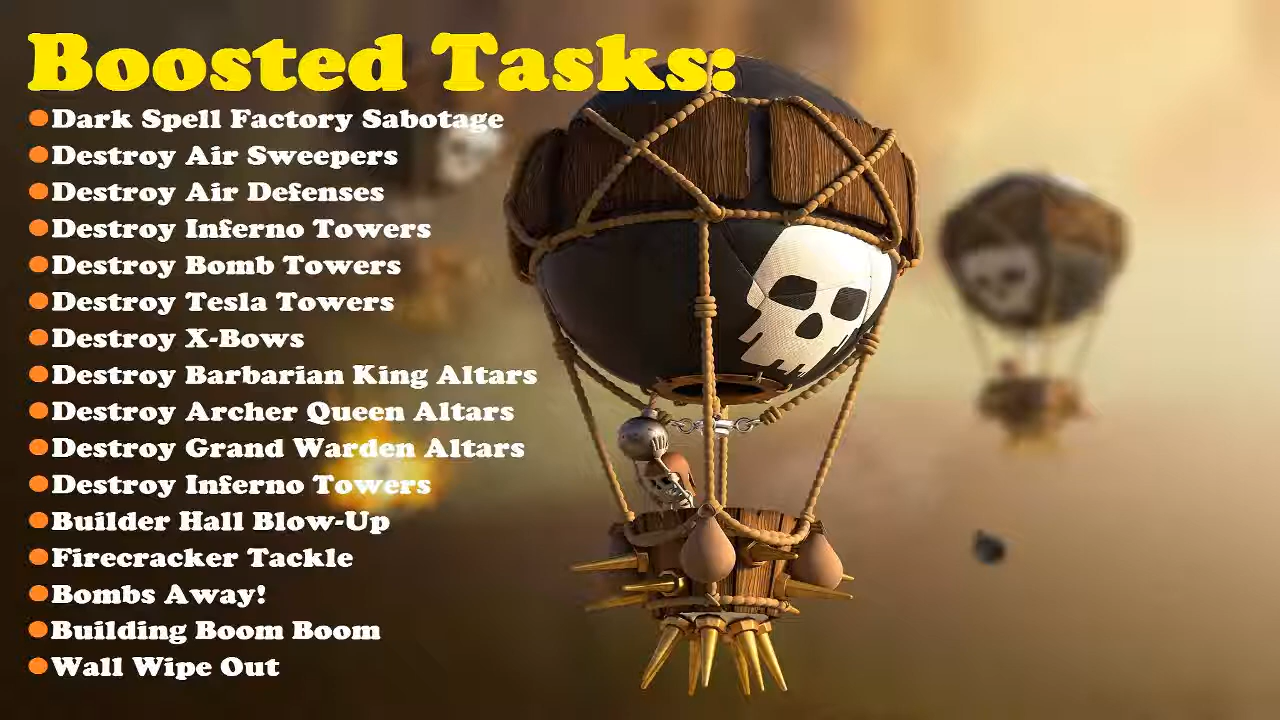 Boosted Tasks:
Dark Spell Factory Sabotage
Destroy Air Sweepers
Destroy Air Defenses
Destroy Inferno Towers
Destroy Bomb Towers
Destroy Tesla Towers
Destroy X-Bows
Destroy Barbarian King Altars
Destroy Archer Queen Altars
Destroy Grand Warden Altars
Destroy Inferno Towers
Builder Hall Blow-Up
Firecracker Tackle
Bombs Away!
Building Boom Boom
Wall Wipe Out